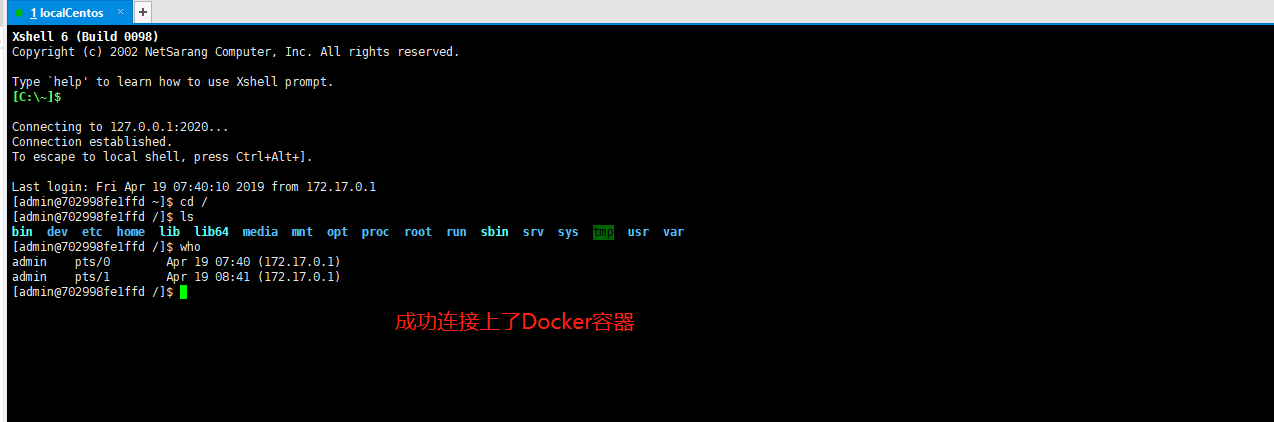 1 localCentos × +
Xshell 6 (Build 0098)
Copyright (c) 2002 NetSarang Computer, Inc. All rights reserved.
Type `help' to learn how to use Xshell prompt.
[C:\~]$
Connecting to 127.0.0.1:2020...
Connection established.
To escape to local shell, press Ctrl+Alt+].
Last login: Fri Apr 19 07:40:10 2019 from 172.17.0.1
[admin@702998fe1ffd ~]$ cd /
[admin@702998fe1ffd /]$ ls
bin  dev  etc  home  lib  lib64  media  mnt  opt  proc  root  run  sbin  srv  sys  tmp  usr  var
[admin@702998fe1ffd /]$ who
admin    pts/0        Apr 19 07:40 (172.17.0.1)
admin    pts/1        Apr 19 08:41 (172.17.0.1)
[admin@702998fe1ffd /]$
成功连接上了Docker容器